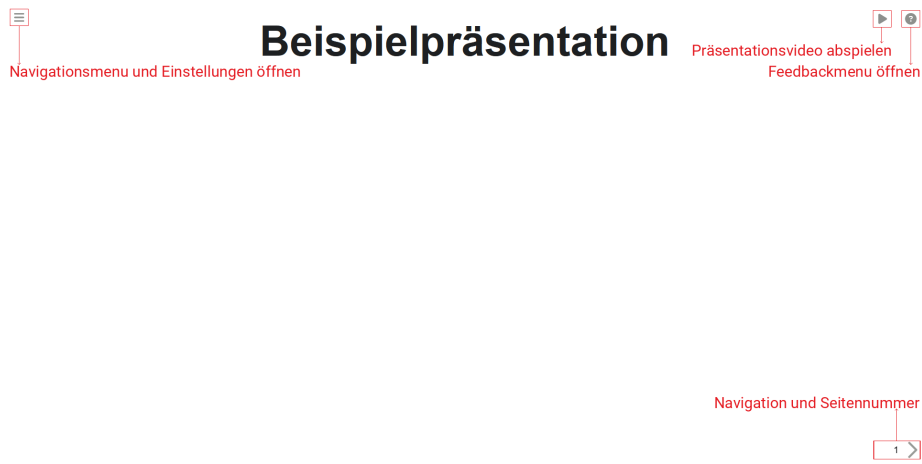 Beispielpräsentation
Präsentationsvideo abspielen
Navigationsmenu und Einstellungen öffnen
Feedbackmenu öffnen
Navigation und Seitennummer
1